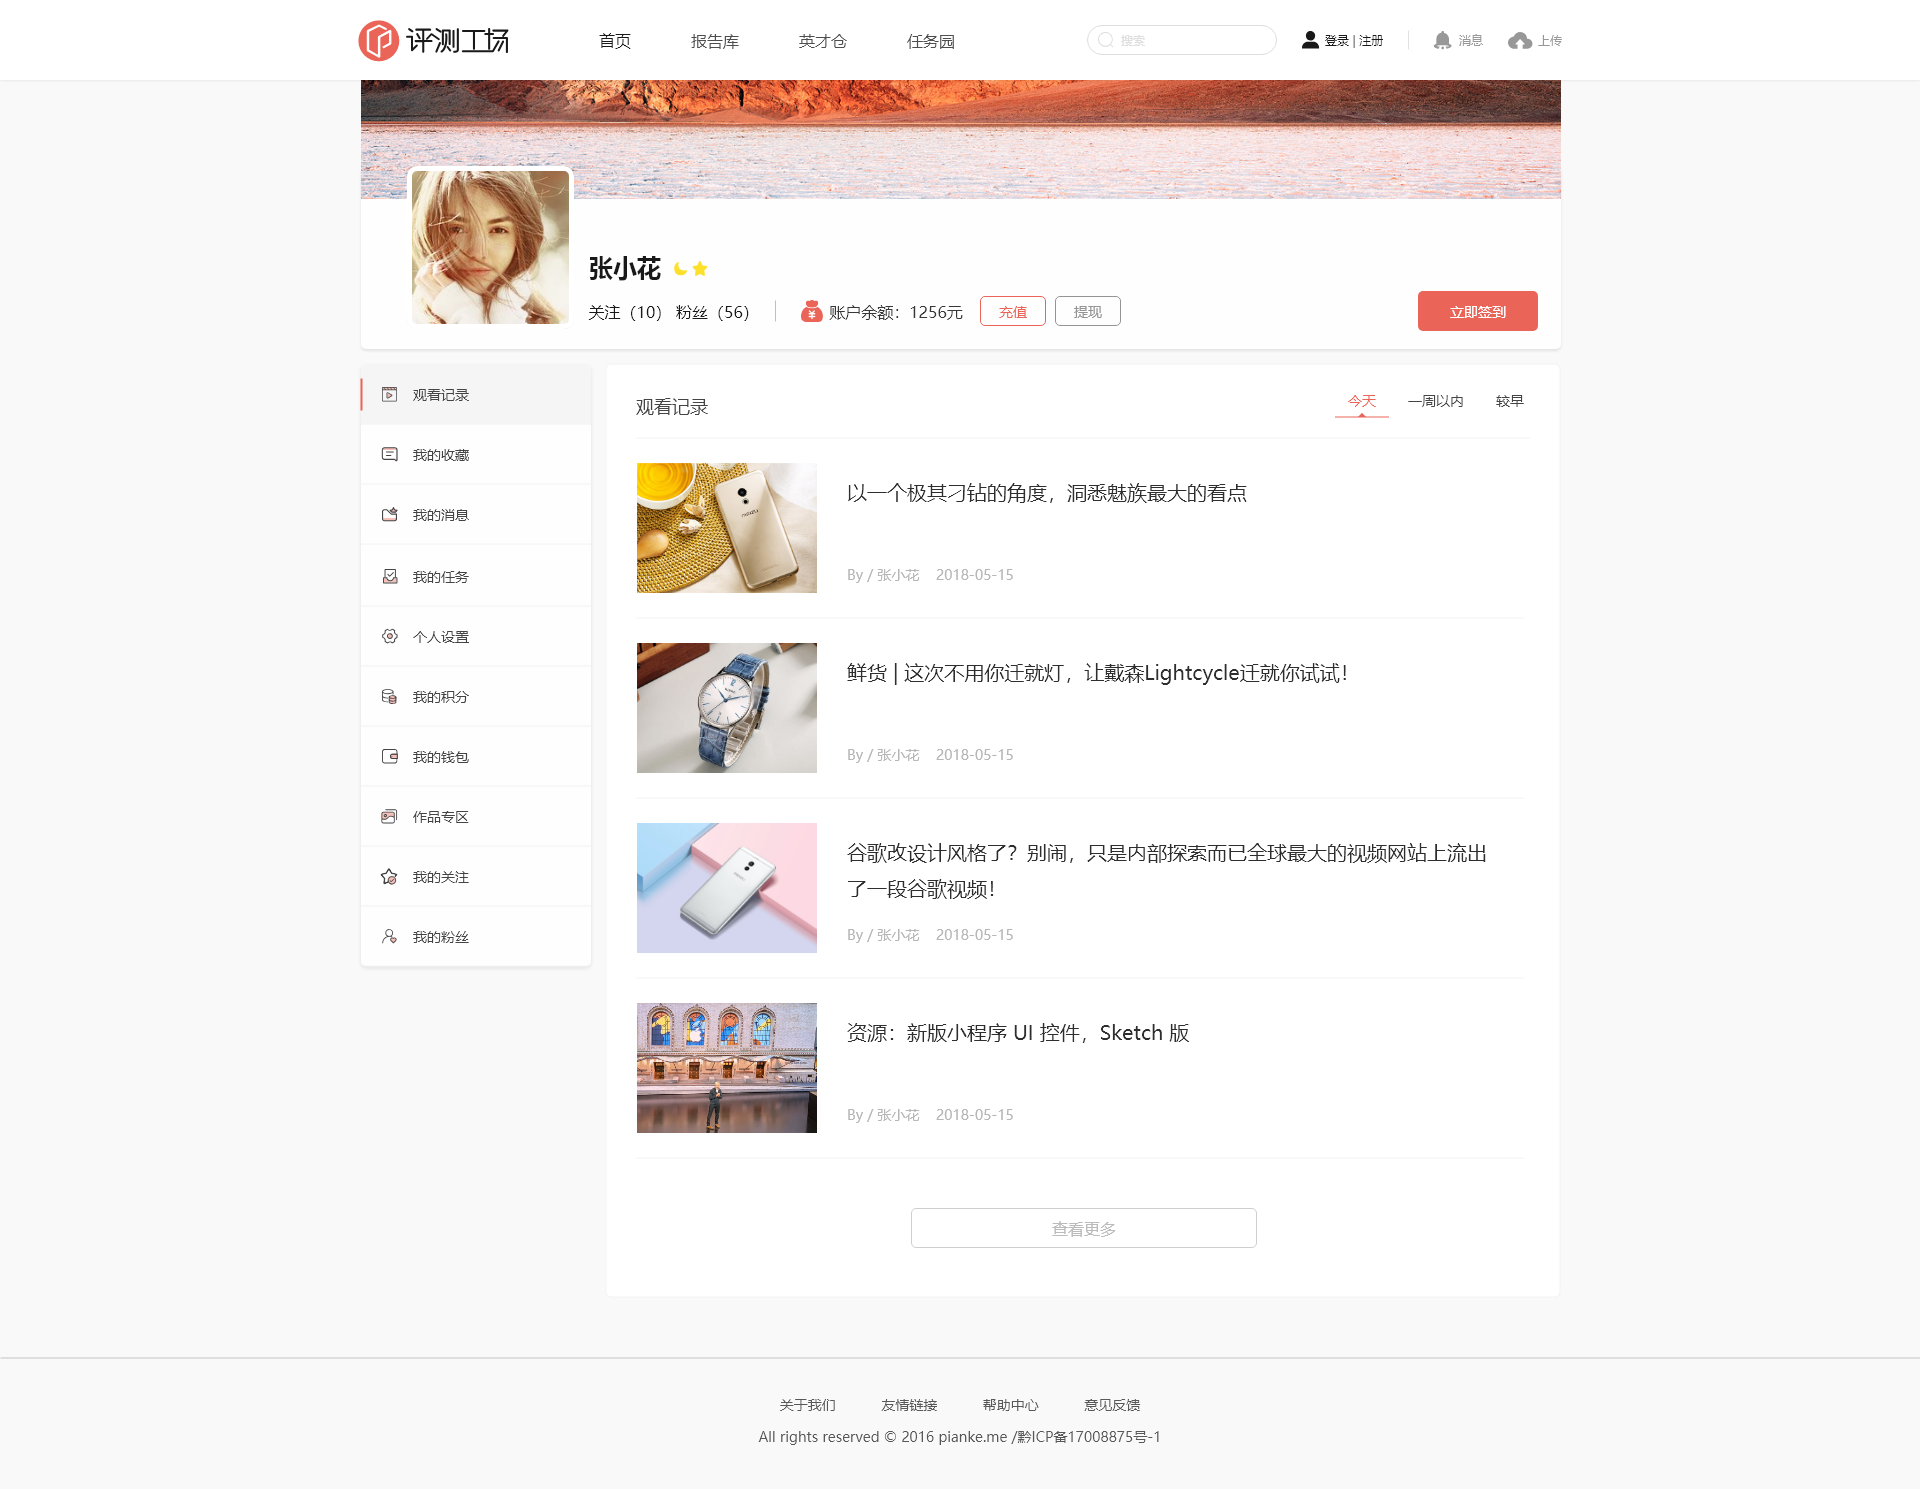 评测工场
首页 报告库 英才仓 任务园
搜索
登录 | 注册
消息
上传
张小花
关注（10） 粉丝（56）
账户余额：1256元
充值
提现
立即签到
观看记录
我的收藏
我的消息
我的任务
个人设置
我的积分
我的钱包
作品专区
我的关注
我的粉丝
观看记录
今天 一周以内 较早
以一个极其刁钻的角度，洞悉魅族最大的看点
By / 张小花 2018-05-15
鲜货 | 这次不用你迁就灯，让戴森Lightcycle迁就你试试！
By / 张小花 2018-05-15
谷歌改设计风格了？别闹，只是内部探索而已全球最大的视频网站上流出
了一段谷歌视频！
By / 张小花 2018-05-15
资源：新版小程序 UI 控件，Sketch 版
By / 张小花 2018-05-15
查看更多
关于我们 友情链接 帮助中心 意见反馈
All rights reserved © 2016 pianke.me /黔ICP备17008875号-1